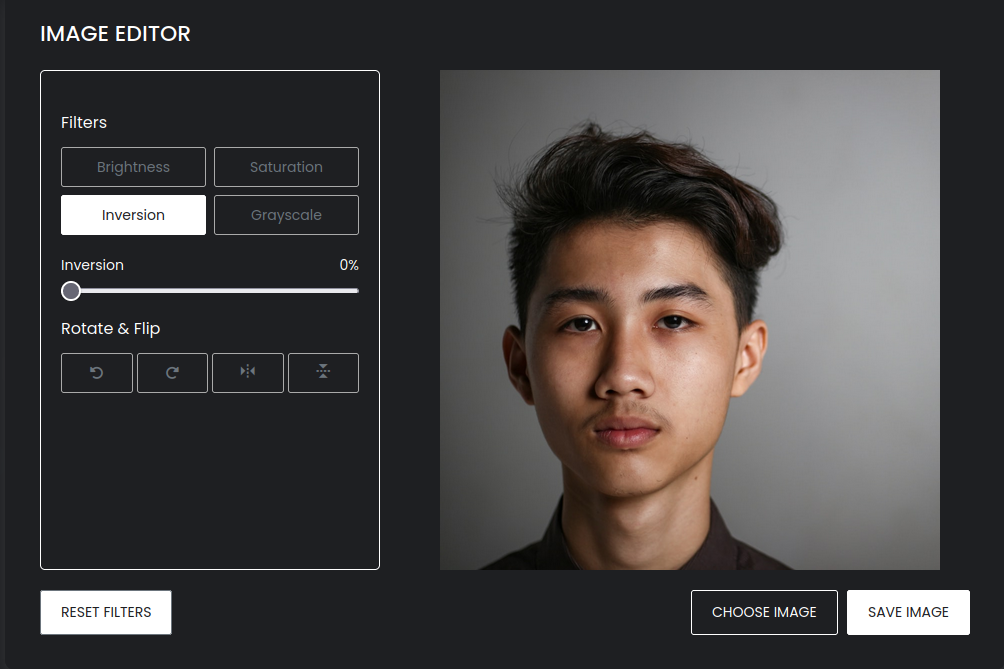 IMAGE EDITOR
Filters
Brightness Saturation
Inversion Grayscale
Inversion 0%
Rotate & Flip
RESET FILTERS CHOOSE IMAGE SAVE IMAGE